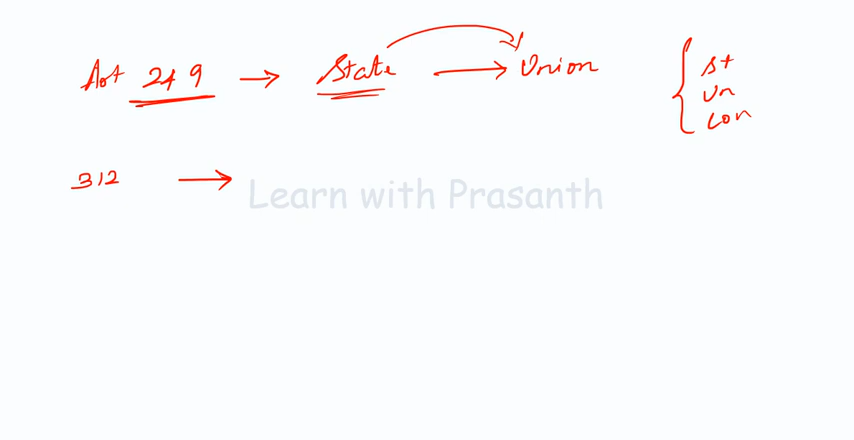 Art 249 → State → Union
{ St
Un
Con
312 →
Learn with Prasanth